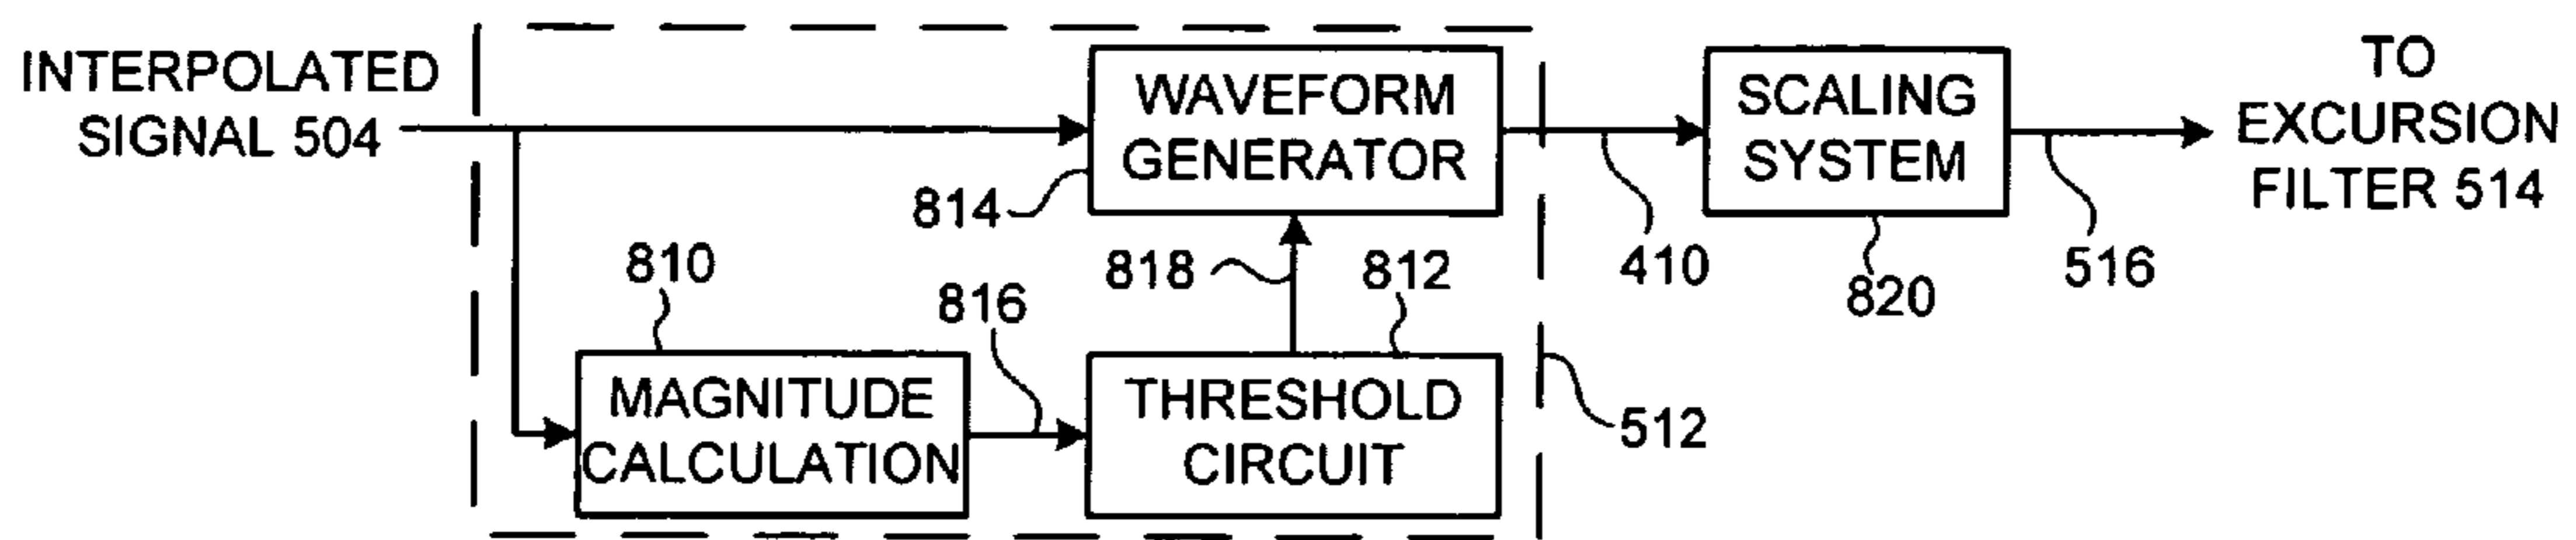 INTERPOLATED
SIGNAL 504
WAVEFORM
GENERATOR
814
SCALING
SYSTEM
TO
EXCURSION
FILTER 514
410
820
516
810
816
818
812
MAGNITUDE
CALCULATION
THRESHOLD
CIRCUIT
512